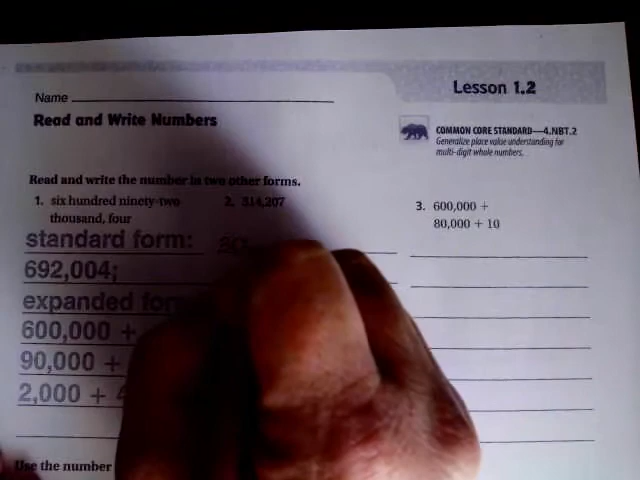 Lesson 1.2
Name
Read and Write Numbers
COMMON CORE STANDARD—4.NBT.2
Generalize place value understanding for
multi-digit whole numbers.
Read and write the number in two other forms.
1. six hundred ninety-two
thousand, four
2. 314,207
3. 600,000 +
80,000 + 10
standard form:
692,004;
expanded
600,000 +
90,000 +
2,000 +
Use the number